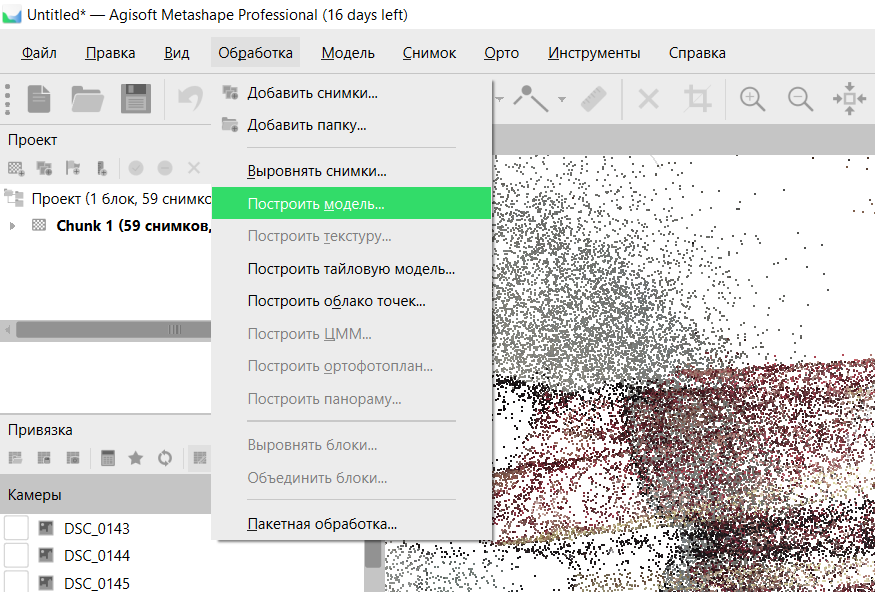 Untitled* — Agisoft Metashape Professional (16 days left)
Файл Правка Вид Обработка Модель Снимок Орто Инструменты Справка
Добавить снимки...
Добавить папку...
Проект
Выровнять снимки...
Проект (1 блок, 59 снимко
Построить модель...
Chunk 1 (59 снимков,
Построить текстуру...
Построить тайловую модель...
Построить облако точек...
Построить ЦММ...
Построить ортофотоплан...
Построить панораму...
Привязка
Выровнять блоки...
Объединить блоки...
Камеры
Пакетная обработка...
DSC_0143
DSC_0144
DSC_0145